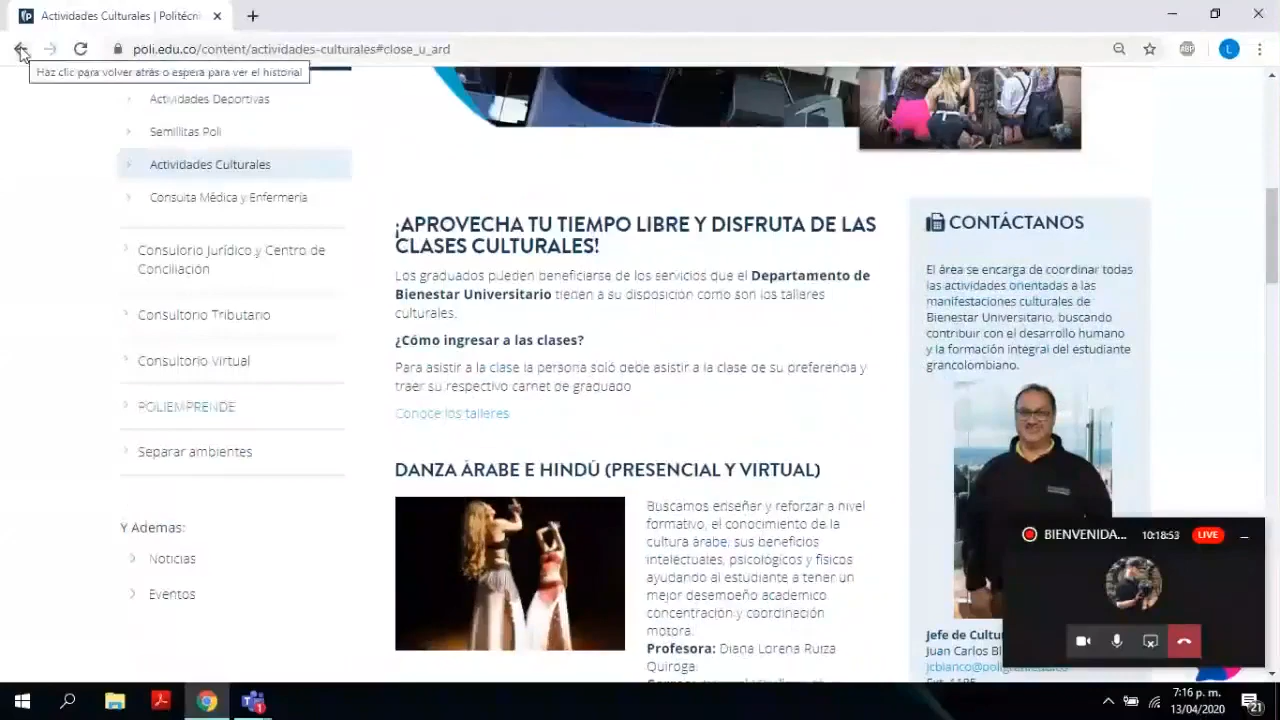 Actividades Culturales | Politécn
poli.edu.co/content/actividades-culturales#close_u_ard
ABP
L
Haz clic para volver atrás o espera para ver el historial
Actividades Deportivas
Semillitas Poli
Actividades Culturales
Consulta Médica y Enfermería
Consulorio Jurídico y Centro de
Conciliación
Consultorio Tributario
Consultorio Virtual
POLIEMPRENDE
Separar ambientes
Y Ademas:
Noticias
Eventos
¡APROVECHA TU TIEMPO LIBRE Y DISFRUTA DE LAS
CLASES CULTURALES!
Los graduados pueden beneficiarse de los servicios que el Departamento de
Bienestar Universitario tienen a su disposición como son los talleres
culturales.
¿Cómo ingresar a las clases?
Para asistir a la clase la persona soló debe asistir a la clase de su preferencia y
traer su respectivo carnet de graduado
Conoce los talleres
DANZA ÁRABE E HINDÚ (PRESENCIAL Y VIRTUAL)
Buscamos enseñar y reforzar a nivel
formativo, el conocimiento de la
cultura árabe, sus beneficios
intelectuales, psicológicos y físicos
ayudando al estudiante a tener un
mejor desempeño académico
concentración y coordinación
motora.
Profesora: Diana Lorena Ruiza
Quiroga:
CONTÁCTANOS
El área se encarga de coordinar todas
las actividades orientadas a las
manifestaciones culturales de
Bienestar Universitario, buscando
contribuir con el desarrollo humano
y la formación integral del estudiante
grancolombiano.
Jefe de Cultu
Juan Carlos Bl
BIENVENIDA... 10:18:53 LIVE
7:16 p. m.
13/04/2020
21